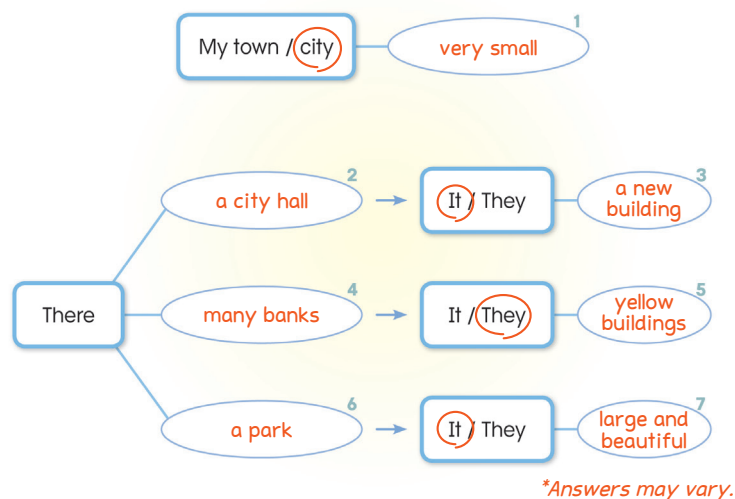 1
My town / city
very small
2
a city hall
It / They
3
a new
building
There
4
many banks
It / They
5
yellow
buildings
6
a park
It / They
7
large and
beautiful
*Answers may vary.